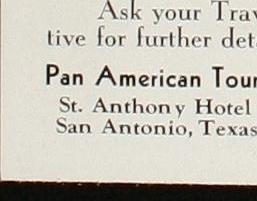 Ask your Trav
tive for further det
Pan American Tour
St. Anthony Hotel
San Antonio, Texas